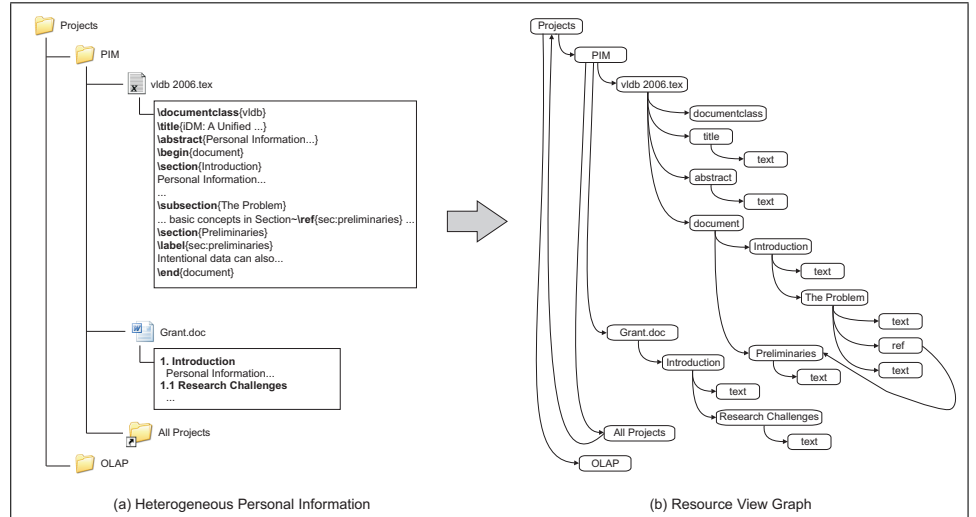 Projects
PIM
vldb 2006.tex
\documentclass{vldb}
\title{iDM: A Unified ...}
\abstract{Personal Information...}
\begin{document}
\section{Introduction}
Personal Information...
...
\subsection{The Problem}
... basic concepts in Section~\ref{sec:preliminaries} ...
\section{Preliminaries}
\label{sec:preliminaries}
Intentional data can also...
\end{document}
Grant.doc
1. Introduction
Personal Information...
1.1 Research Challenges
...
All Projects
OLAP
(a) Heterogeneous Personal Information
Projects
PIM
vldb 2006.tex
documentclass
title
text
abstract
text
document
Introduction
text
The Problem
text
ref
text
Preliminaries
text
Grant.doc
Introduction
text
Research Challenges
text
All Projects
OLAP
(b) Resource View Graph